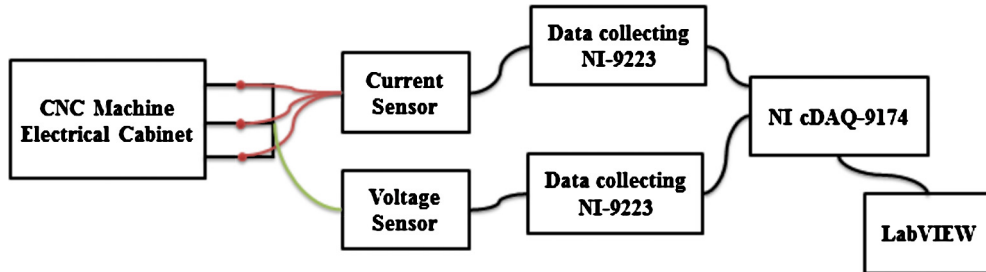 CNC Machine
Electrical Cabinet
Current
Sensor
Data collecting
NI-9223
Voltage
Sensor
Data collecting
NI-9223
NI cDAQ-9174
LabVIEW